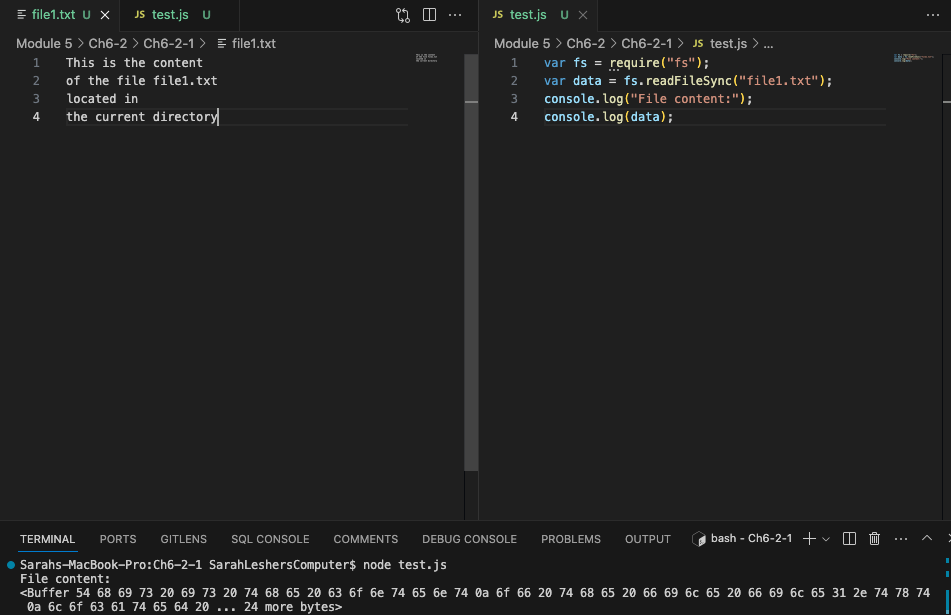 file1.txt U
JS test.js U
JS test.js U
Module 5 > Ch6-2 > Ch6-2-1 > file1.txt
Module 5 > Ch6-2 > Ch6-2-1 > JS test.js > ...
1 This is the content
2 of the file file1.txt
3 located in
4 the current directory
1 var fs = require("fs");
2 var data = fs.readFileSync("file1.txt");
3 console.log("File content:");
4 console.log(data);
TERMINAL PORTS GITLENS SQL CONSOLE COMMENTS DEBUG CONSOLE PROBLEMS OUTPUT bash - Ch6-2-1
Sarahs-MacBook-Pro:Ch6-2-1 SarahLeshersComputer$ node test.js
File content:
<Buffer 54 68 69 73 20 69 73 20 74 68 65 20 63 6f 6e 74 65 6e 74 0a 6f 66 20 74 68 65 20 66 69 6c 65 20 66 69 6c 65 31 2e 74 78 74
0a 6c 6f 63 61 74 65 64 20 ... 24 more bytes>